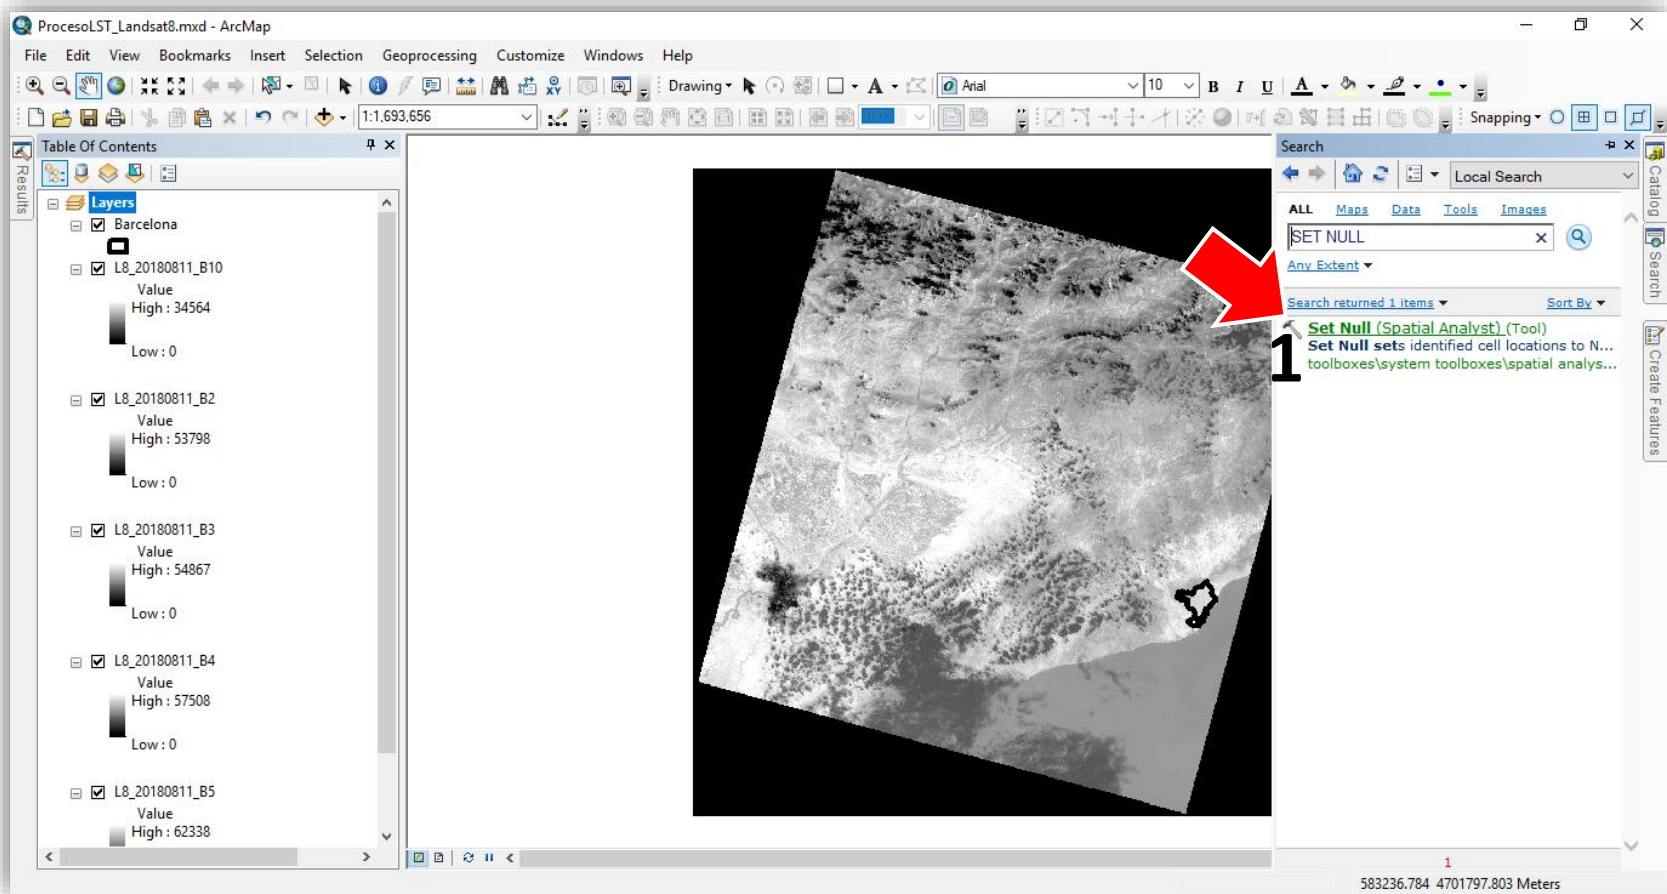 ProcesoLST_Landsat8.mxd - ArcMap
File Edit View Bookmarks Insert Selection Geoprocessing Customize Windows Help
Drawing Arial 10 B I U A
1:1,693,656 100% Snapping
Table Of Contents
Results
Layers
Barcelona
L8_20180811_B10
Value
High : 34564
Low : 0
L8_20180811_B2
Value
High : 53798
Low : 0
L8_20180811_B3
Value
High : 54867
Low : 0
L8_20180811_B4
Value
High : 57508
Low : 0
L8_20180811_B5
Value
High : 62338
Search
Local Search
ALL Maps Data Tools Images
SET NULL
Any Extent
Search returned 1 items Sort By
Set Null (Spatial Analyst) (Tool)
Set Null sets identified cell locations to N...
toolboxes\system toolboxes\spatial analys...
1
1
Catalog
Search
Create Features
583236.784 4701797.803 Meters